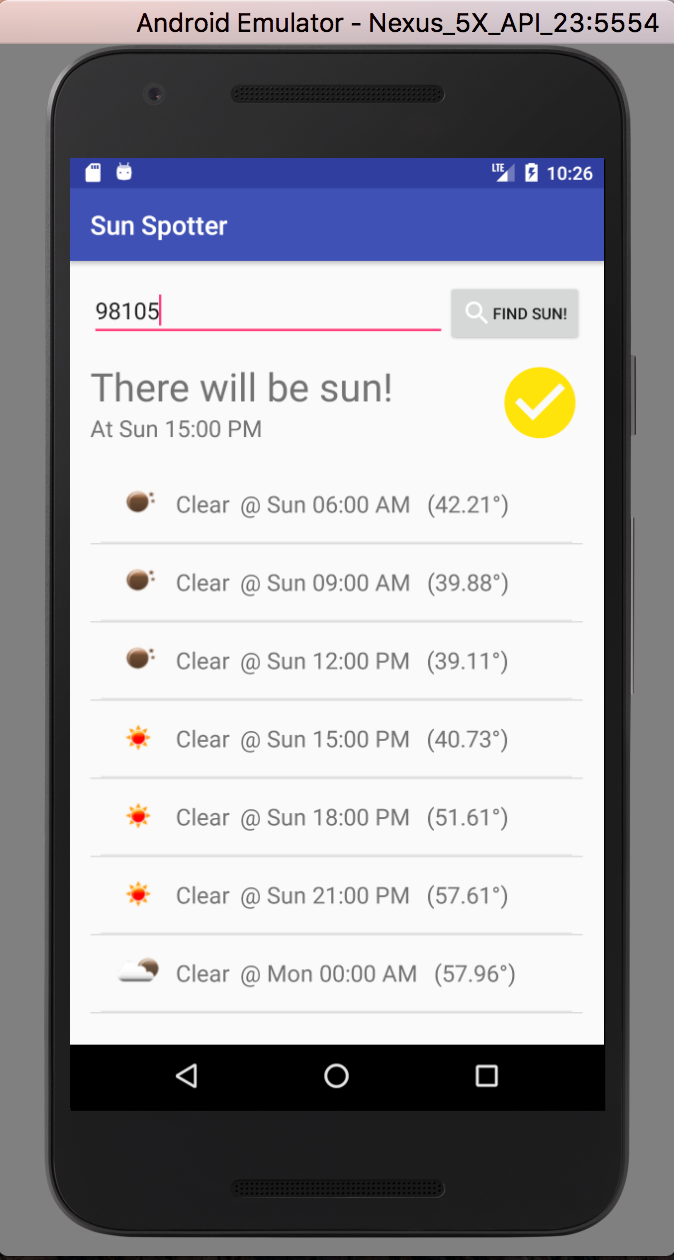 Android Emulator - Nexus_5X_API_23:5554
LTE 10:26
Sun Spotter
98105 FIND SUN!
There will be sun!
At Sun 15:00 PM
Clear @ Sun 06:00 AM (42.21°)
Clear @ Sun 09:00 AM (39.88°)
Clear @ Sun 12:00 PM (39.11°)
Clear @ Sun 15:00 PM (40.73°)
Clear @ Sun 18:00 PM (51.61°)
Clear @ Sun 21:00 PM (57.61°)
Clear @ Mon 00:00 AM (57.96°)